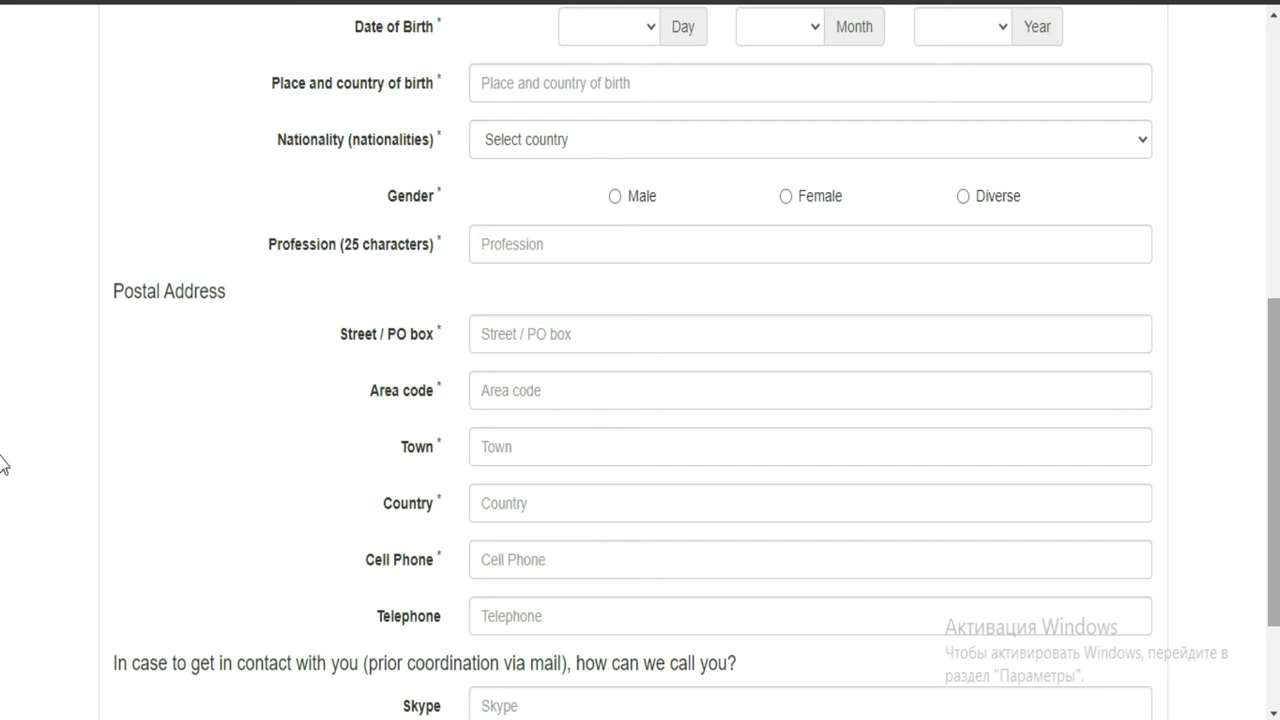 Date of Birth * Day Month Year
Place and country of birth * Place and country of birth
Nationality (nationalities) * Select country
Gender * Male Female Diverse
Profession (25 characters) * Profession
Postal Address
Street / PO box * Street / PO box
Area code * Area code
Town * Town
Country * Country
Cell Phone * Cell Phone
Telephone Telephone
Активация Windows
Чтобы активировать Windows, перейдите в
раздел "Параметры".
In case to get in contact with you (prior coordination via mail), how can we call you?
Skype Skype